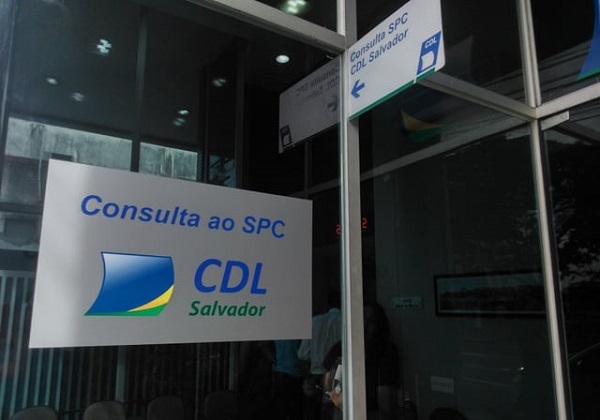 Consulta SPC
CDL Salvador
CDL
Consulta ao SPC
CDL
Salvador